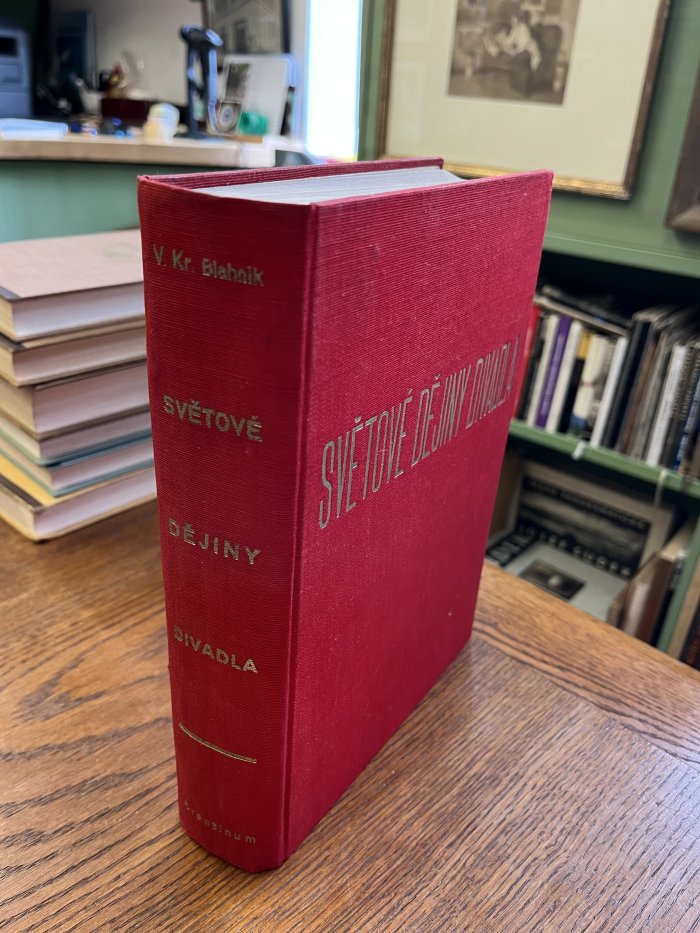 V. Kr. Blahník
SVĚTOVÉ
DĚJINY
DIVADLA
Aventinum
SVĚTOVÉ DĚJINY DIVADLA